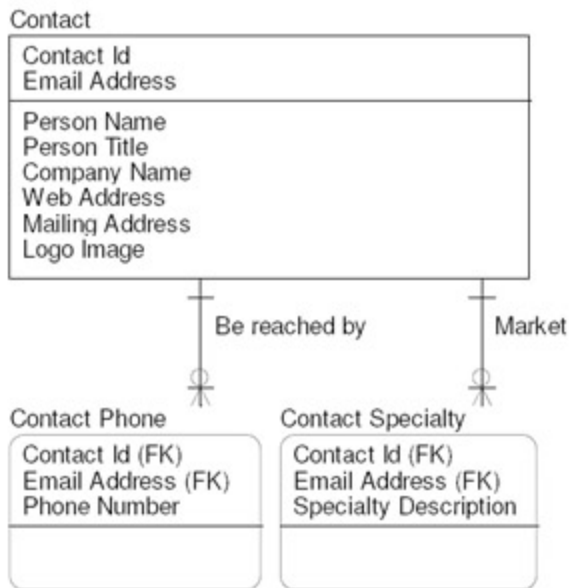 Contact
Contact Id
Email Address
Person Name
Person Title
Company Name
Web Address
Mailing Address
Logo Image
Be reached by
Market
Contact Phone
Contact Id (FK)
Email Address (FK)
Phone Number
Contact Specialty
Contact Id (FK)
Email Address (FK)
Specialty Description